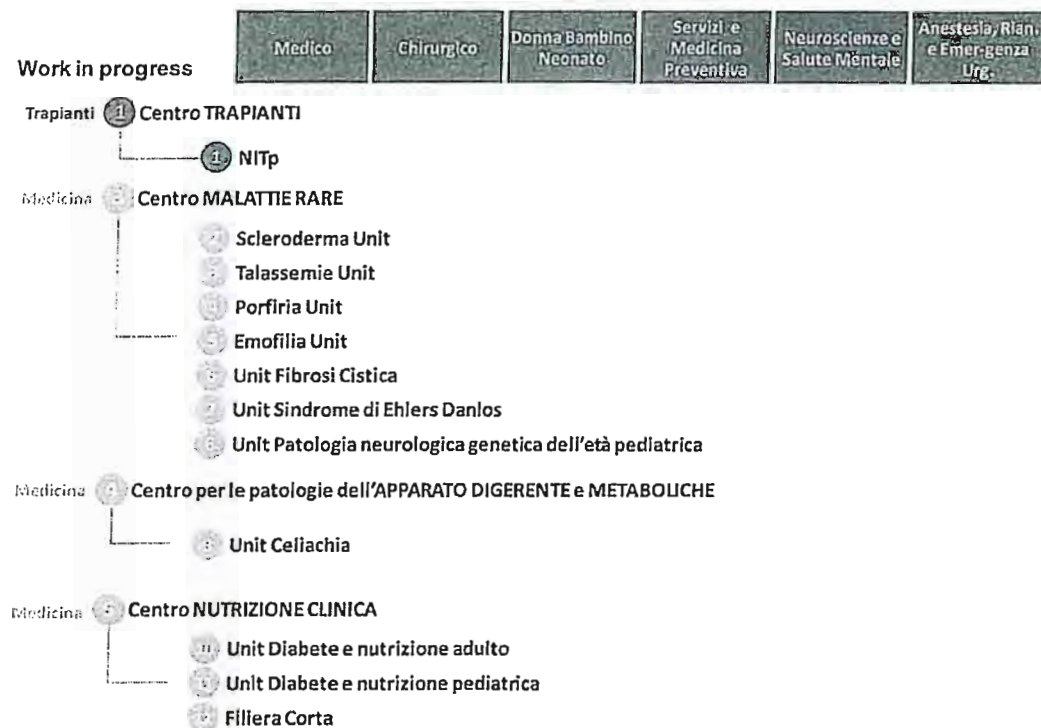 Medico
Chirurgico
Donna Bambino
Neonato
Servizi e
Medicina
Preventiva
Neuroscienze e
Salute Mentale
Anestesia, Rian.
e Emer-genza
Urg.
Work in progress
Trapianti 1 Centro TRAPIANTI
1 NITp
Medicina Centro MALATTIE RARE
Scleroderma Unit
Talassemie Unit
Porfiria Unit
Emofilia Unit
Unit Fibrosi Cistica
Unit Sindrome di Ehlers Danlos
Unit Patologia neurologica genetica dell'età pediatrica
Medicina Centro per le patologie dell'APPARATO DIGERENTE e METABOLICHE
Unit Celiachia
Medicina Centro NUTRIZIONE CLINICA
Unit Diabete e nutrizione adulto
Unit Diabete e nutrizione pediatrica
Filiera Corta